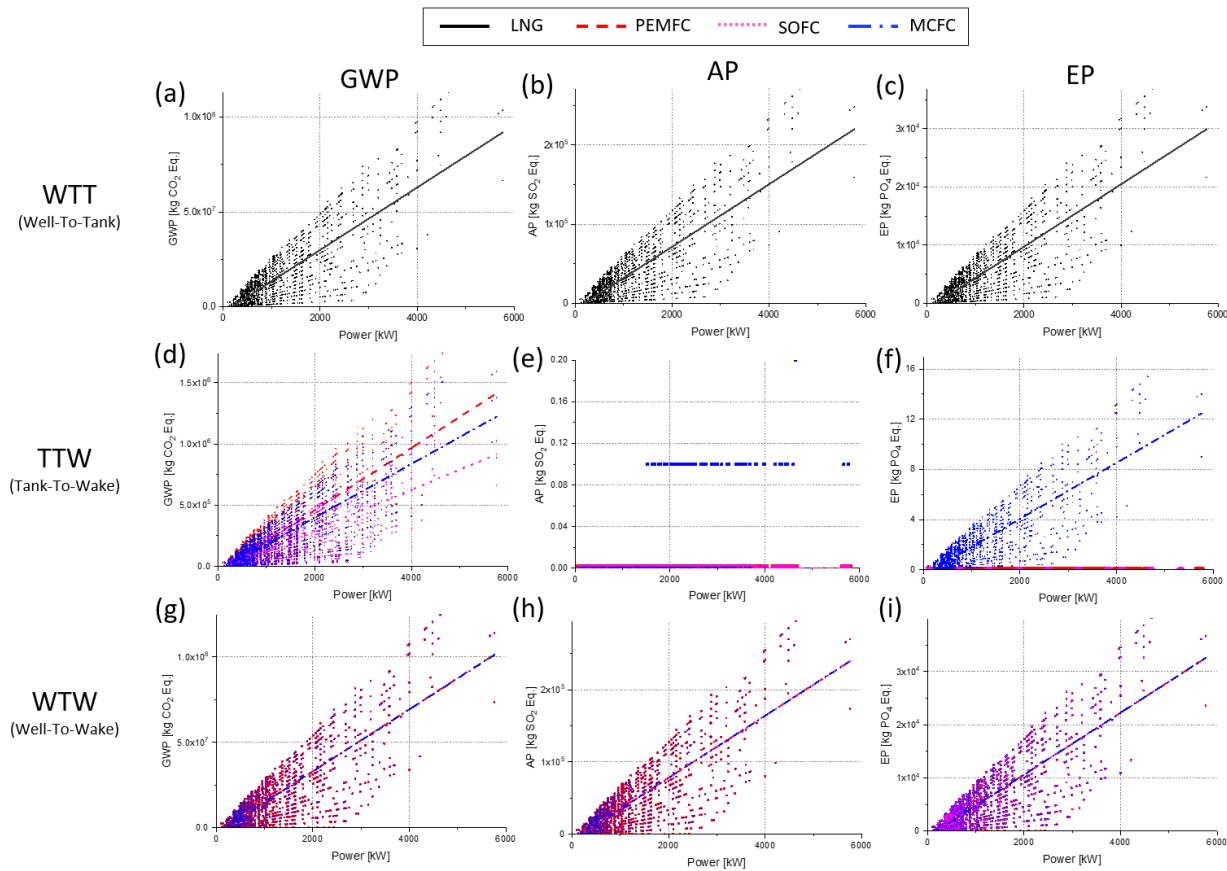 LNG PEMFC SOFC MCFC
GWP AP EP
(a) (b) (c)
WTT
(Well-To-Tank)
GWP [kg CO₂ Eq.]
1.0x10⁸
5.0x10⁷
0.0
0 2000 4000 6000
Power [kW]
AP [kg SO₂ Eq.]
2x10⁵
1x10⁵
0
0 2000 4000 6000
Power [kW]
EP [kg PO₄ Eq.]
3x10⁴
2x10⁴
1x10⁴
0
0 2000 4000 6000
Power [kW]
(d) (e) (f)
TTW
(Tank-To-Wake)
GWP [kg CO₂ Eq.]
1.5x10⁶
1.0x10⁶
5.0x10⁵
0.0
0 2000 4000 6000
Power [kW]
AP [kg SO₂ Eq.]
0.20
0.16
0.12
0.08
0.04
0.00
0 2000 4000 6000
Power [kW]
EP [kg PO₄ Eq.]
16
12
8
4
0
0 2000 4000 6000
Power [kW]
(g) (h) (i)
WTW
(Well-To-Wake)
GWP [kg CO₂ Eq.]
1.0x10⁸
5.0x10⁷
0.0
0 2000 4000 6000
Power [kW]
AP [kg SO₂ Eq.]
2x10⁵
1x10⁵
0
0 2000 4000 6000
Power [kW]
EP [kg PO₄ Eq.]
3x10⁴
2x10⁴
1x10⁴
0
0 2000 4000 6000
Power [kW]